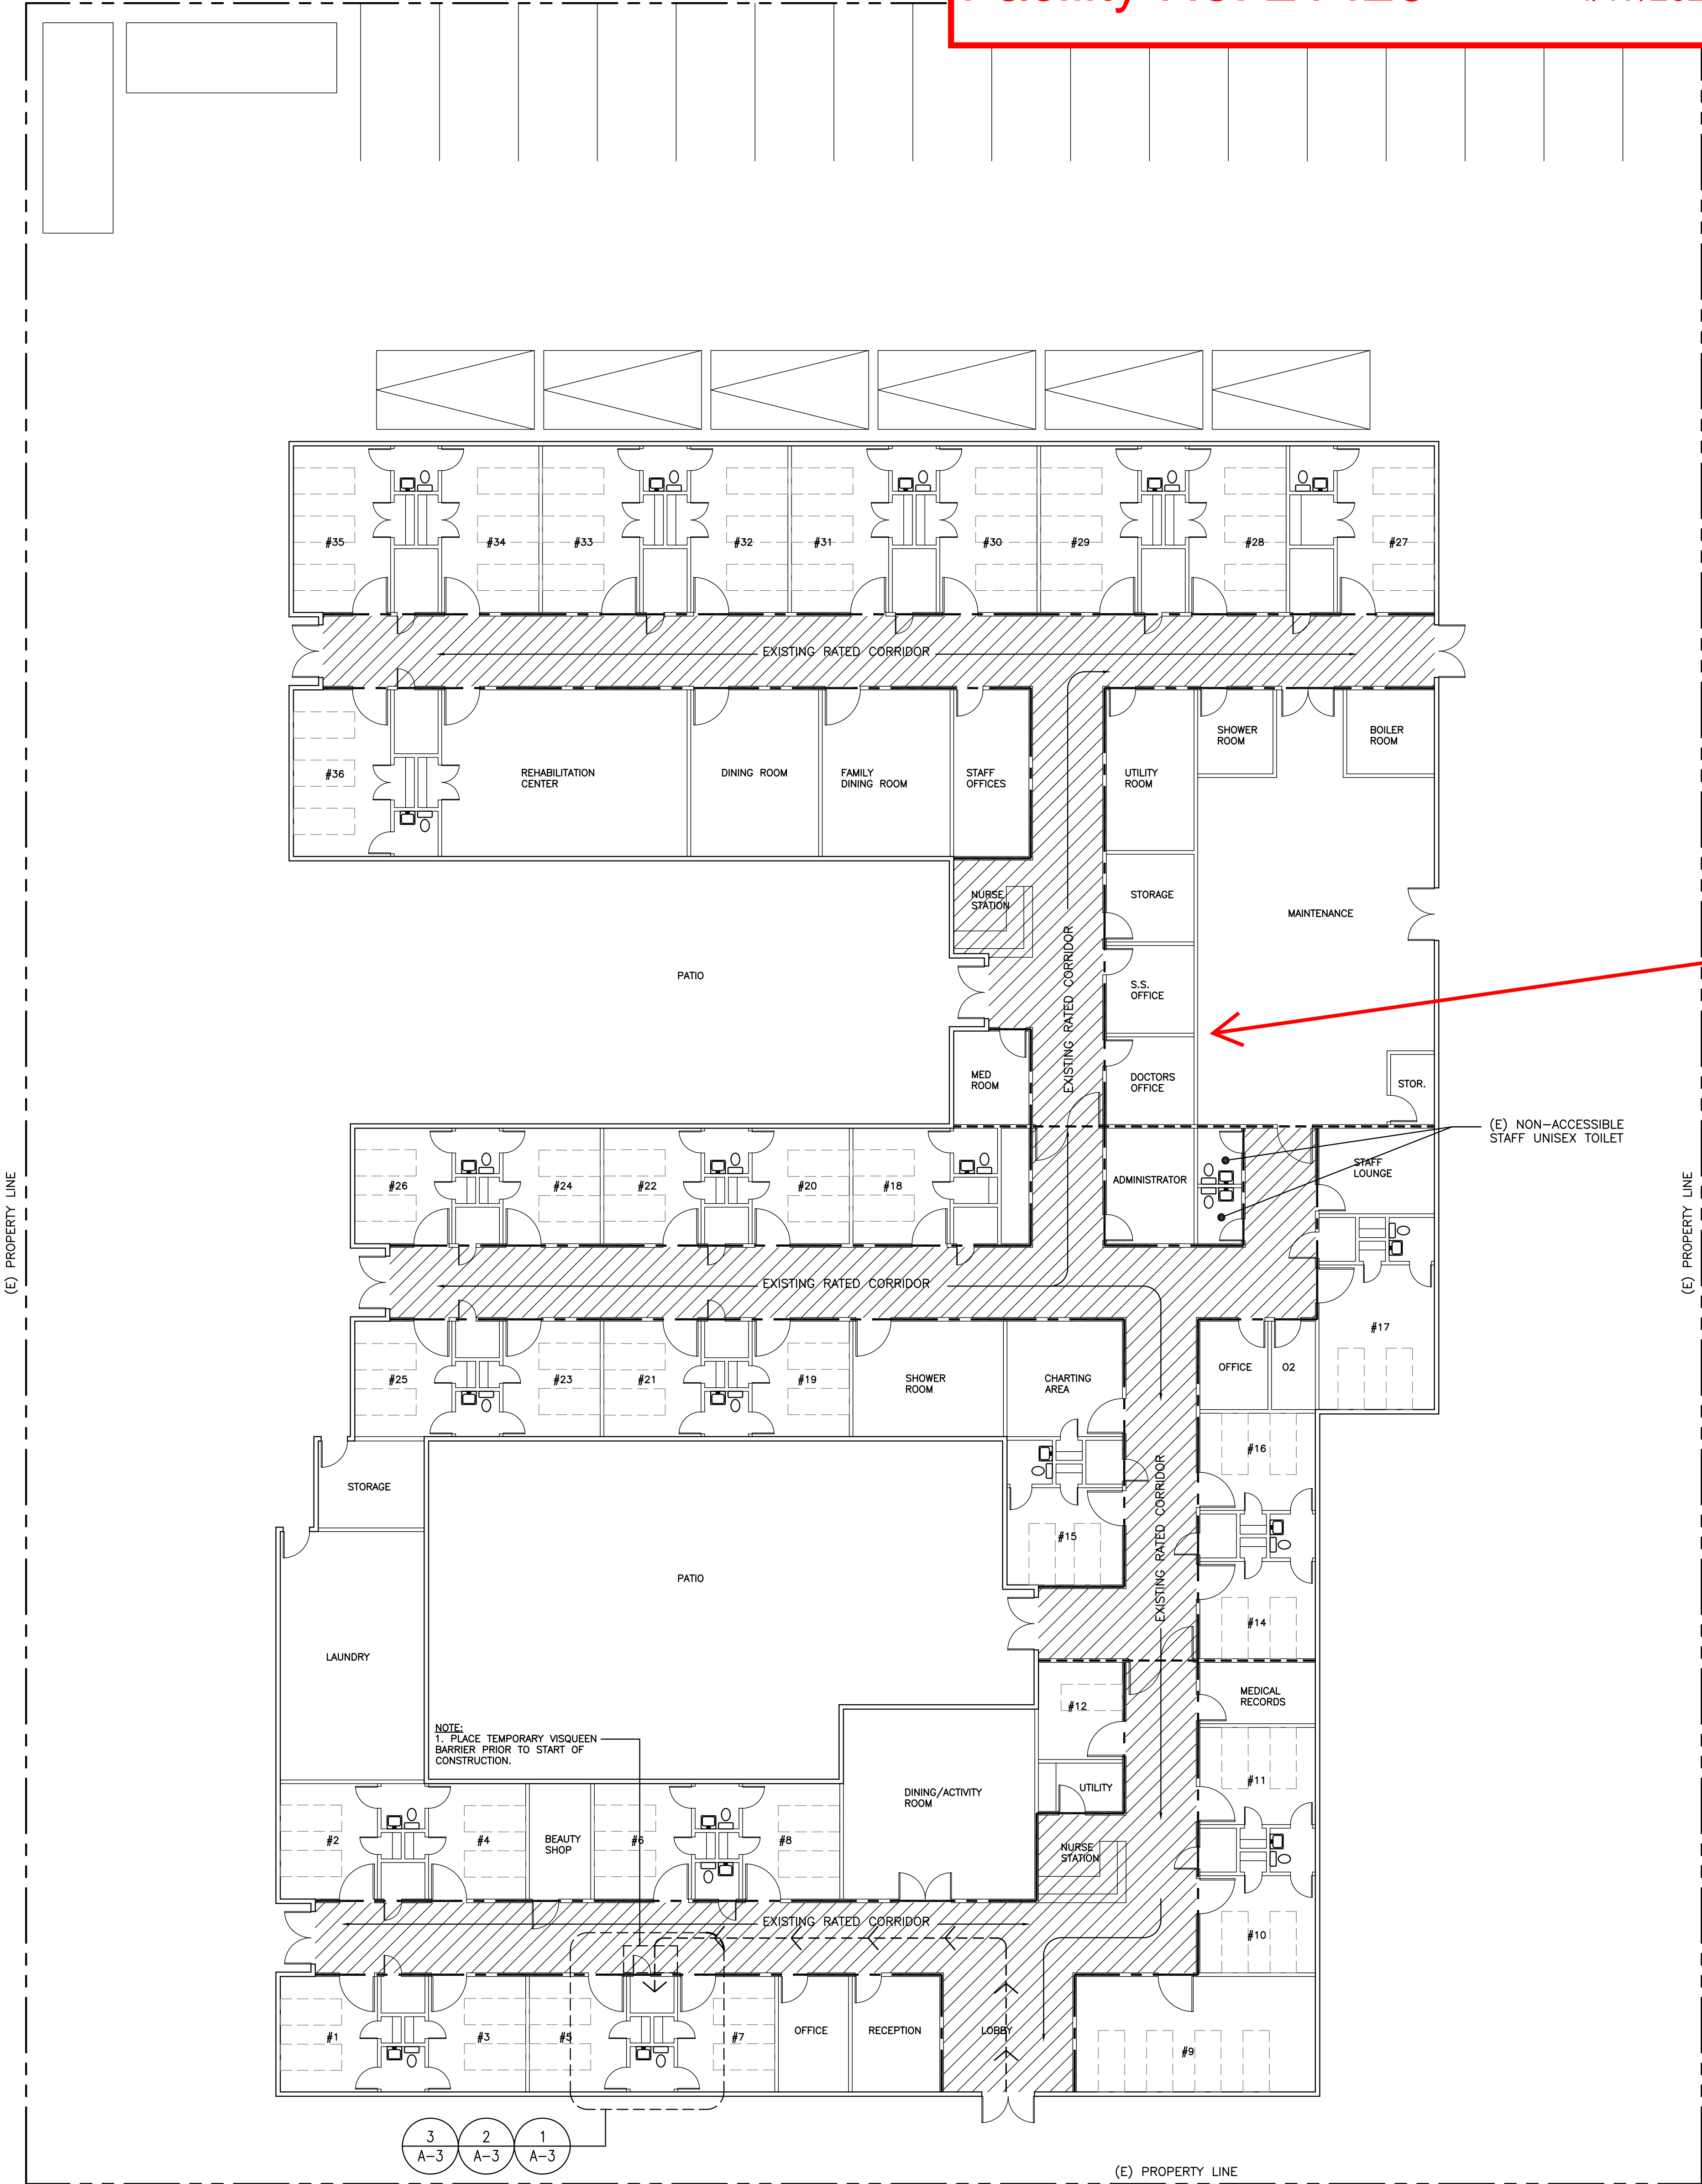 #35
#34
#33
#32
#31
#30
#29
#28
#27
EXISTING RATED CORRIDOR
#36
REHABILITATION
CENTER
DINING ROOM
FAMILY
DINING ROOM
STAFF
OFFICES
UTILITY
ROOM
SHOWER
ROOM
BOILER
ROOM
NURSE
STATION
STORAGE
MAINTENANCE
PATIO
EXISTING RATED CORRIDOR
S.S.
OFFICE
MED
ROOM
DOCTORS
OFFICE
STOR.
(E) NON-ACCESSIBLE
STAFF UNISEX TOILET
(E) PROPERTY LINE
#26
#24
#22
#20
#18
ADMINISTRATOR
STAFF
LOUNGE
(E) PROPERTY LINE
EXISTING RATED CORRIDOR
#17
#25
#23
#21
#19
SHOWER
ROOM
CHARTING
AREA
OFFICE
O2
#16
STORAGE
EXISTING RATED CORRIDOR
#15
PATIO
#14
LAUNDRY
MEDICAL
RECORDS
#12
NOTE:
1. PLACE TEMPORARY VISQUEEN
BARRIER PRIOR TO START OF
CONSTRUCTION.
#11
UTILITY
DINING/ACTIVITY
ROOM
#2
#4
BEAUTY
SHOP
#6
#8
NURSE
STATION
EXISTING RATED CORRIDOR
#10
#1
#3
#5
#7
OFFICE
RECEPTION
LOBBY
#9
3
A-3
2
A-3
1
A-3
(E) PROPERTY LINE